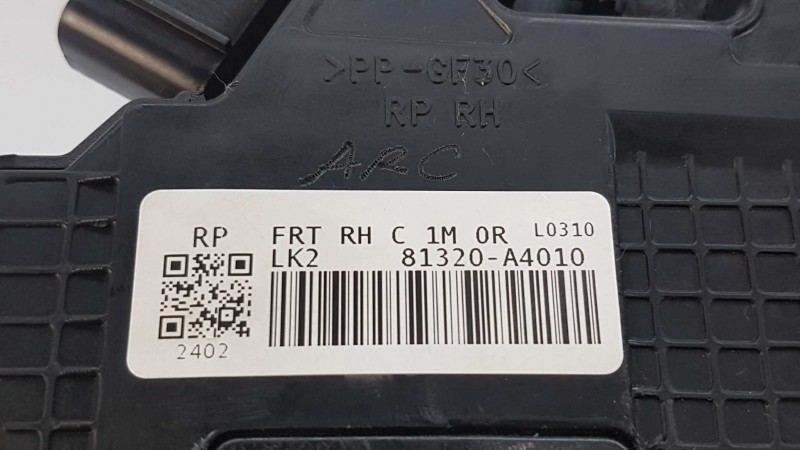 >PP-GF30<
RP RH
ARC
RP FRT RH C 1M 0R L0310
LK2 81320-A4010
2402